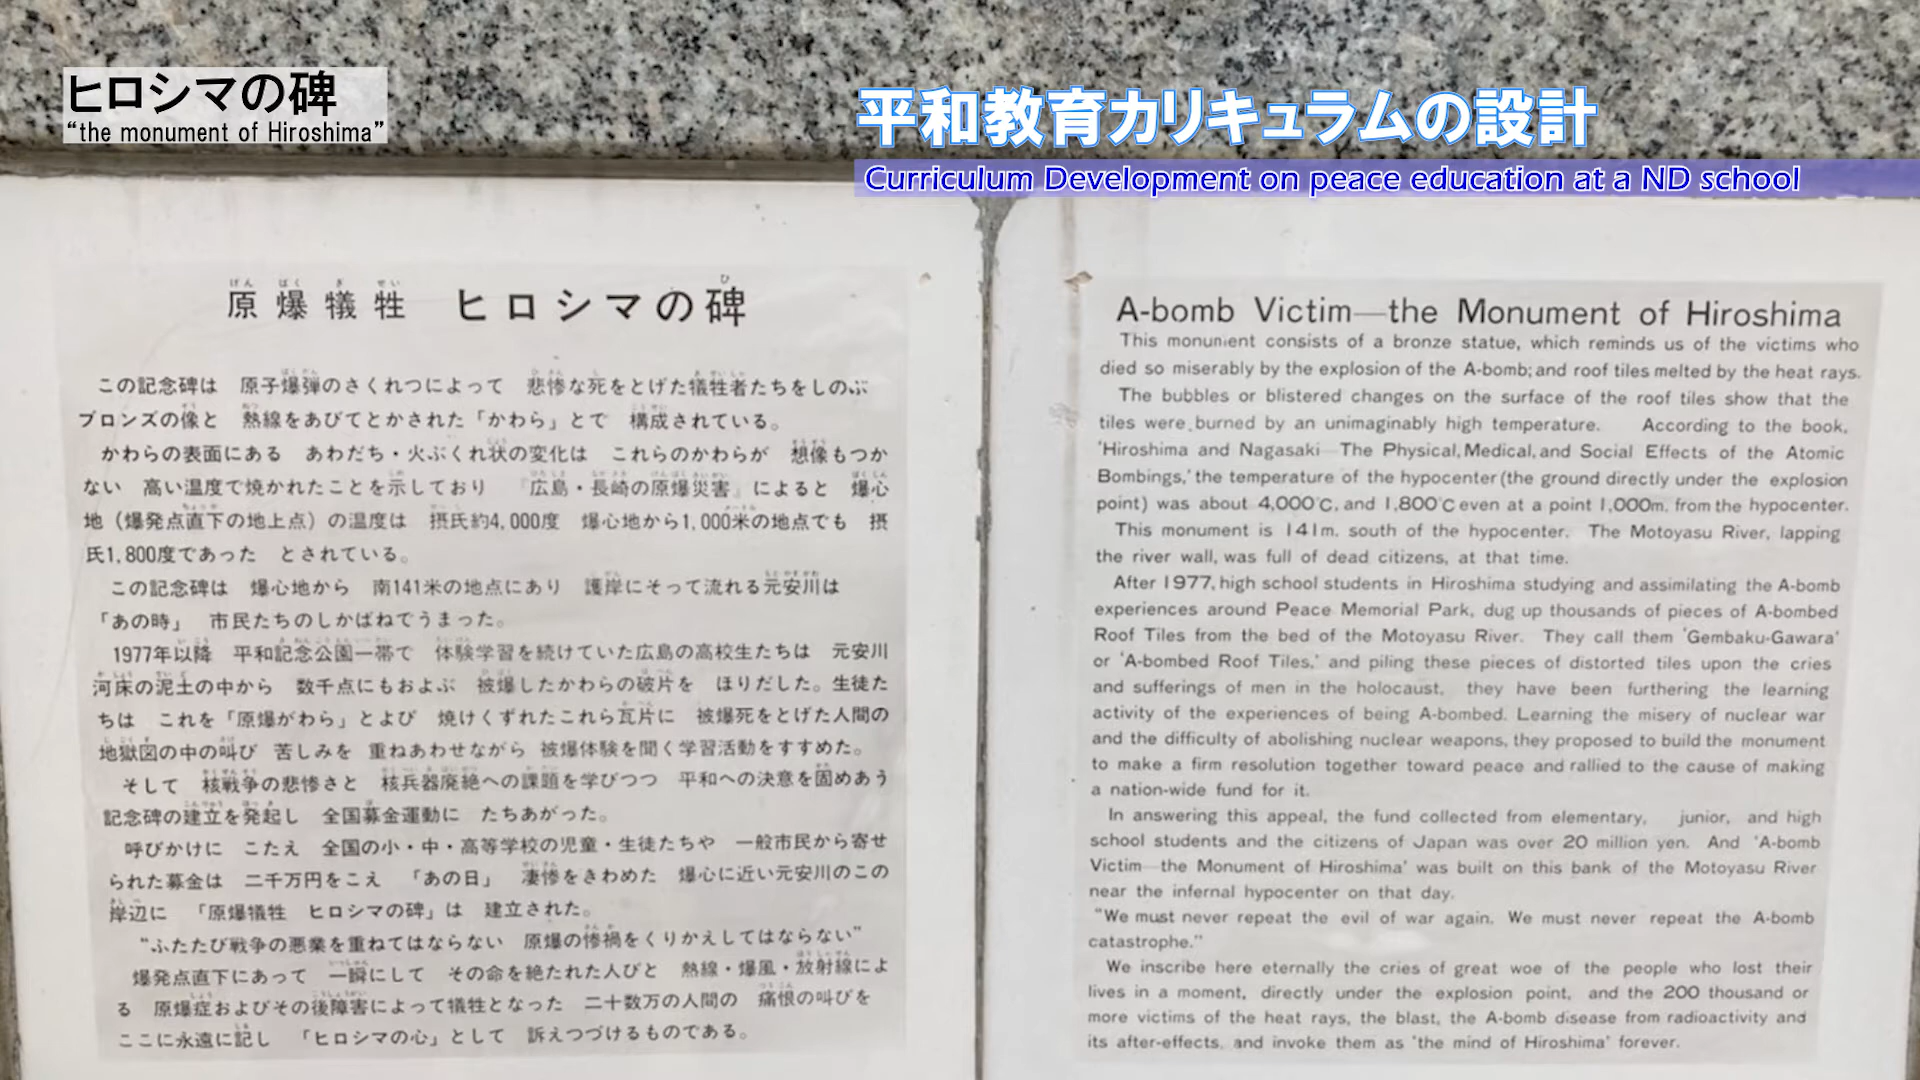 ヒロシマの碑
“the monument of Hiroshima”
平和教育カリキュラムの設計
Curriculum Development on peace education at a ND school
原爆犠牲 ヒロシマの碑
この記念碑は 原子爆弾のさくれつによって 悲惨な死をとげた犠牲者たちをしのぶ
ブロンズの像と 熱線をあびてとかされた「かわら」とで 構成されている。
かわらの表面にある あわだち・火ぶくれ状の変化は これらのかわらが 想像もつか
ない 高い温度で焼かれたことを示しており 『広島・長崎の原爆災害』によると 爆心
地（爆発点直下の地上点）の温度は 摂氏約4,000度 爆心地から1,000米の地点でも 摂
氏1,800度であった とされている。
この記念碑は 爆心地から 南141米の地点にあり 護岸にそって流れる元安川は
「あの時」 市民たちのしかばねでうまった。
1977年以降 平和記念公園一帯で 体験学習を続けていた広島の高校生たちは 元安川
河床の泥土の中から 数千点にもおよぶ 被爆したかわらの破片を ほりだした。生徒た
ちは これを「原爆がわら」とよび 焼けくずれたこれら瓦片に 被爆死をとげた人間の
地獄図の中の叫び 苦しみを 重ねあわせながら 被爆体験を聞く学習活動をすすめた。
そして 核戦争の悲惨さと 核兵器廃絶への課題を学びつつ 平和への決意を固めあう
記念碑の建立を発起し 全国募金運動に たちあがった。
呼びかけに こたえ 全国の小・中・高等学校の児童・生徒たちや 一般市民から寄せ
られた募金は 二千万円をこえ 「あの日」 凄惨をきわめた 爆心に近い元安川のこの
岸辺に 「原爆犠牲 ヒロシマの碑」は 建立された。
“ふたたび戦争の悪業を重ねてはならない 原爆の惨禍をくりかえしてはならない”
爆発点直下にあって 一瞬にして その命を絶たれた人びと 熱線・爆風・放射線によ
る 原爆症およびその後障害によって犠牲となった 二十数万の人間の 痛恨の叫びを
ここに永遠に記し 「ヒロシマの心」として 訴えつづけるものである。
A-bomb Victim—the Monument of Hiroshima
This monument consists of a bronze statue, which reminds us of the victims who
died so miserably by the explosion of the A-bomb; and roof tiles melted by the heat rays.
The bubbles or blistered changes on the surface of the roof tiles show that the
tiles were burned by an unimaginably high temperature. According to the book,
‘Hiroshima and Nagasaki—The Physical, Medical, and Social Effects of the Atomic
Bombings,’ the temperature of the hypocenter (the ground directly under the explosion
point) was about 4,000°C, and 1,800°C even at a point 1,000m. from the hypocenter.
This monument is 141m. south of the hypocenter. The Motoyasu River, lapping
the river wall, was full of dead citizens, at that time.
After 1977, high school students in Hiroshima studying and assimilating the A-bomb
experiences around Peace Memorial Park, dug up thousands of pieces of A-bombed
Roof Tiles from the bed of the Motoyasu River. They call them ‘Gembaku-Gawara’
or ‘A-bombed Roof Tiles,’ and piling these pieces of distorted tiles upon the cries
and sufferings of men in the holocaust, they have been furthering the learning
activity of the experiences of being A-bombed. Learning the misery of nuclear war
and the difficulty of abolishing nuclear weapons, they proposed to build the monument
to make a firm resolution together toward peace and rallied to the cause of making
a nation-wide fund for it.
In answering this appeal, the fund collected from elementary, junior, and high
school students and the citizens of Japan was over 20 million yen. And ‘A-bomb
Victim—the Monument of Hiroshima’ was built on this bank of the Motoyasu River
near the infernal hypocenter on that day.
“We must never repeat the evil of war again. We must never repeat the A-bomb
catastrophe.”
We inscribe here eternally the cries of great woe of the people who lost their
lives in a moment, directly under the explosion point, and the 200 thousand or
more victims of the heat rays, the blast, the A-bomb disease from radioactivity and
its after-effects, and invoke them as ‘the mind of Hiroshima’ forever.